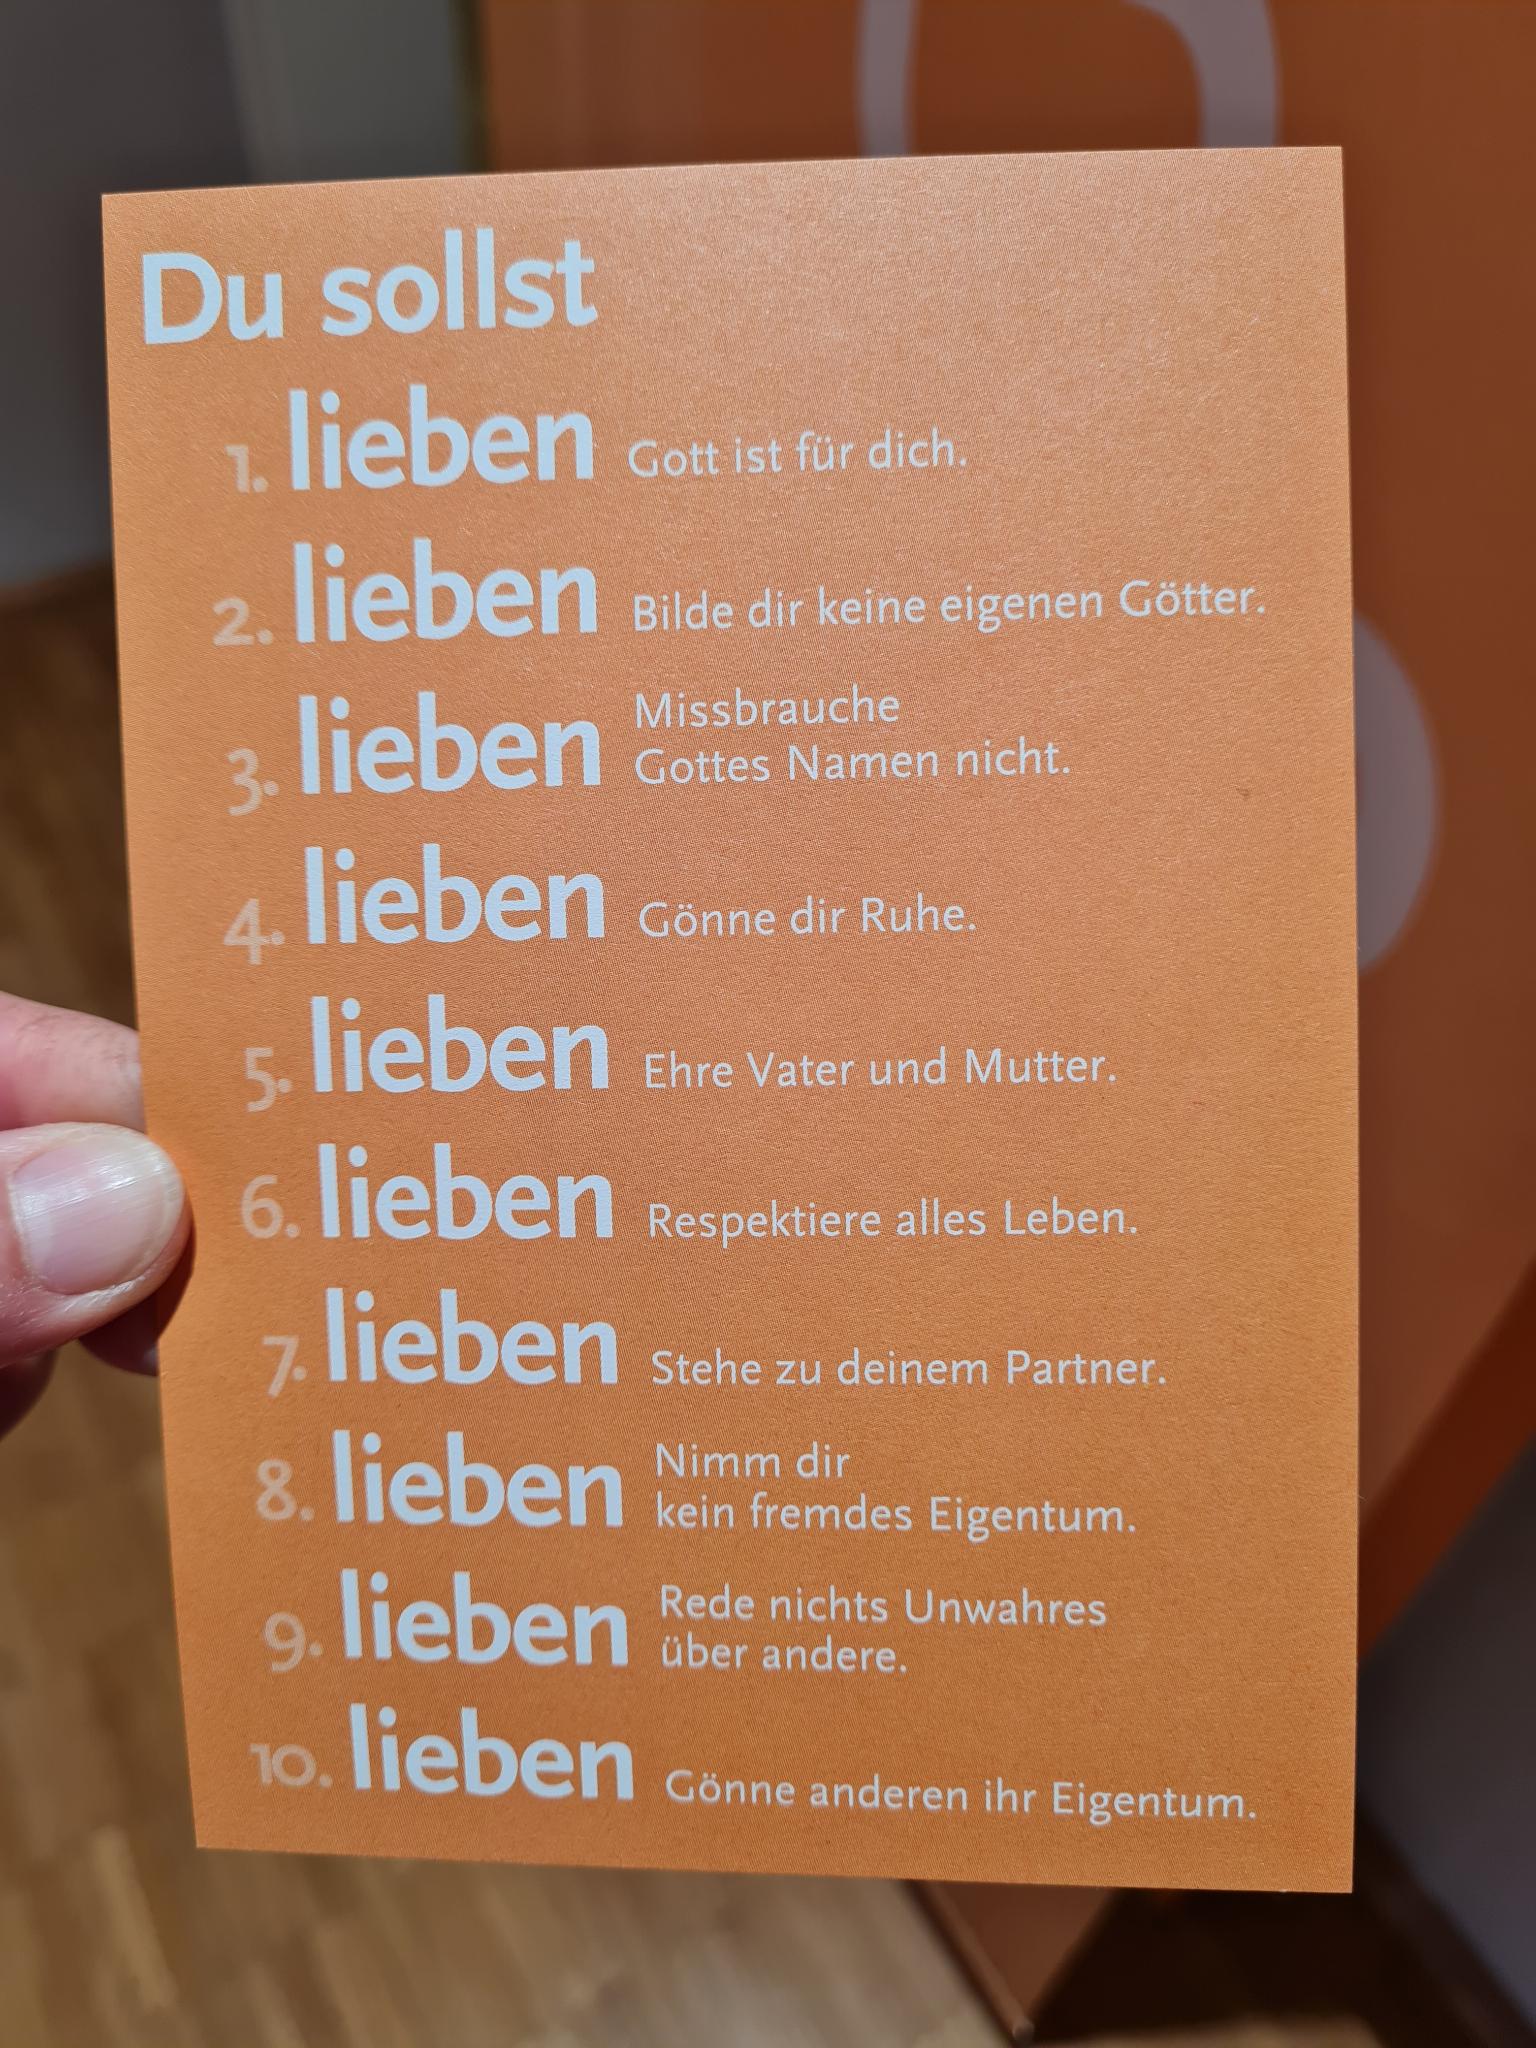 Du sollst
1. lieben Gott ist für dich.
2. lieben Bilde dir keine eigenen Götter.
3. lieben Missbrauche
Gottes Namen nicht.
4. lieben Gönne dir Ruhe.
5. lieben Ehre Vater und Mutter.
6. lieben Respektiere alles Leben.
7. lieben Stehe zu deinem Partner.
8. lieben Nimm dir
kein fremdes Eigentum.
9. lieben Rede nichts Unwahres
über andere.
10. lieben Gönne anderen ihr Eigentum.